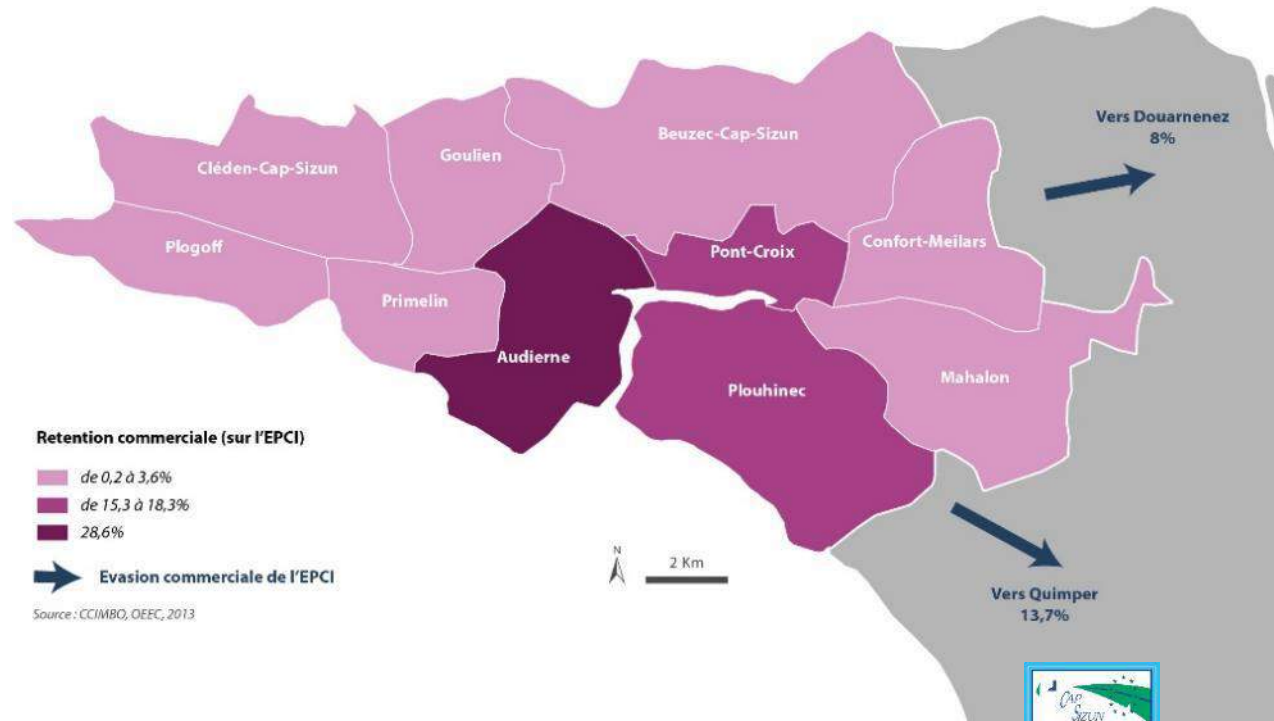 Vers Douarnenez
8%
Beuzec-Cap-Sizun
Goulien
Cléden-Cap-Sizun
Plogoff
Pont-Croix
Confort-Meilars
Primelin
Audierne
Plouhinec
Mahalon
Retention commerciale (sur l'EPCI)
de 0,2 à 3,6%
de 15,3 à 18,3%
28,6%
Evasion commerciale de l'EPCI
Source : CCIMBO, OEEC, 2013
N
2 Km
Vers Quimper
13,7%
CAP
SIZUN